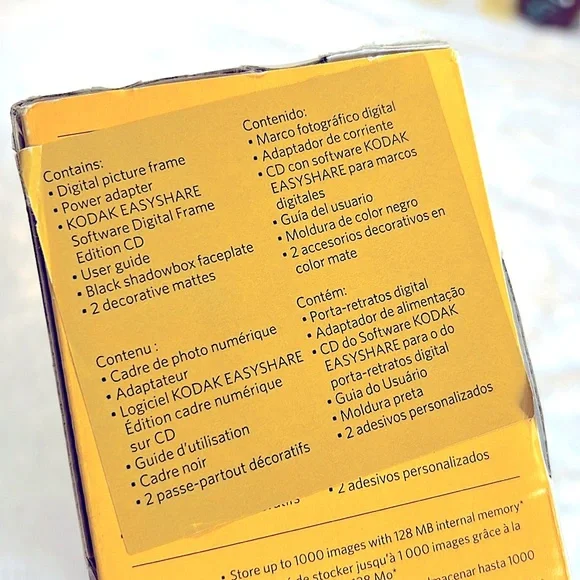 Contains:
• Digital picture frame
• Power adapter
• KODAK EASYSHARE
Software Digital Frame
Edition CD
• User guide
• Black shadowbox faceplate
• 2 decorative mattes
Contenido:
• Marco fotográfico digital
• Adaptador de corriente
• CD con software KODAK
EASYSHARE para marcos
digitales
• Guía del usuario
• Moldura de color negro
• 2 accesorios decorativos en
color mate
Contenu :
• Cadre de photo numérique
• Adaptateur
• Logiciel KODAK EASYSHARE
Édition cadre numérique
sur CD
• Guide d'utilisation
• Cadre noir
• 2 passe-partout décoratifs
Contém:
• Porta-retratos digital
• Adaptador de alimentação
• CD do Software KODAK
EASYSHARE para o do
porta-retratos digital
• Guia do Usuário
• Moldura preta
• 2 adesivos personalizados
• 2 adesivos personalizados
• Store up to 1000 images with 128 MB internal memory*
de stocker jusqu'à 1 000 images grâce à la
128 Mo*
macenar hasta 1000